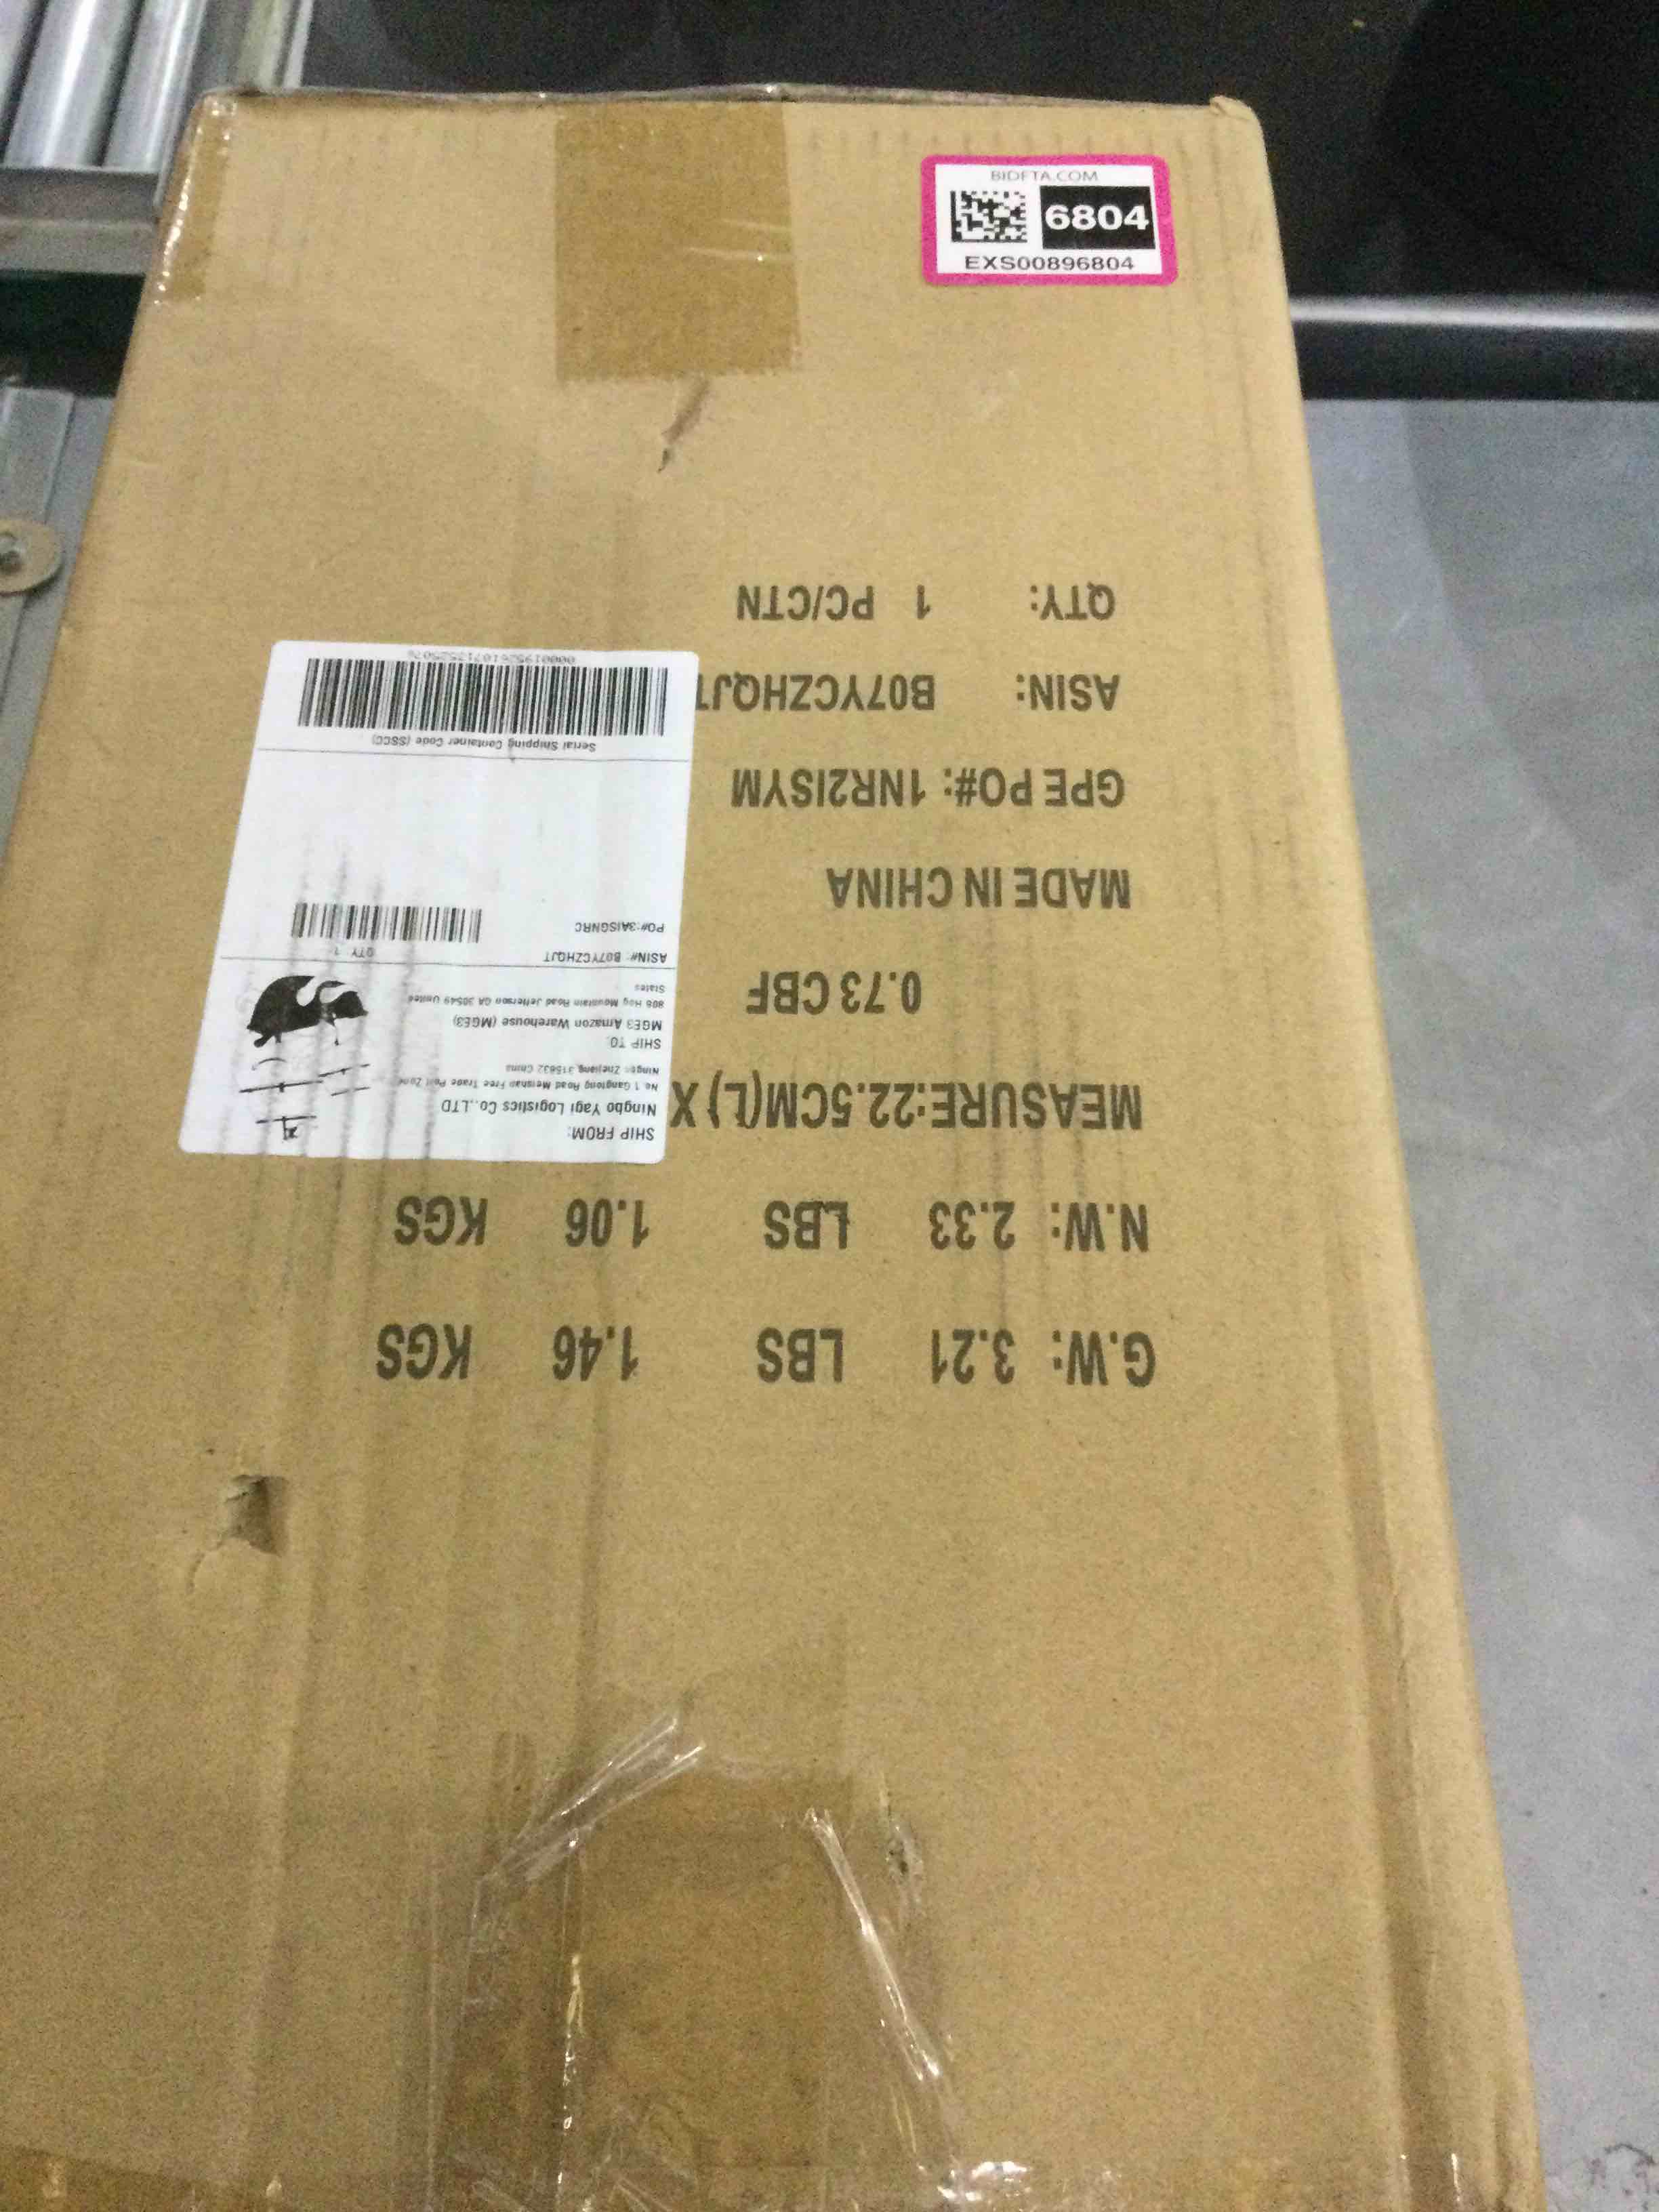 BIDFTA.COM
6804
EXS00896804
G.W: 3.21 LBS 1.46 KGS
N.W: 2.33 LBS 1.06 KGS
MEASURE:22.5CM(L) X
0.73 CBF
MADE IN CHINA
GPE PO#: 1NR2ISYM
ASIN: B07YCZHQJT
QTY: 1 PC/CTN
SHIP FROM:
Ningbo Yagi Logistics Co.,LTD
No 1 Gangtong Road Meishan Free Trade Port Zone
Ningbo Zhejiang 315832 China
SHIP TO:
MGE3 Amazon Warehouse (MGE3)
808 Hog Mountain Road Jefferson GA 30549 United
States
ASIN#: B07YCZHQJT QTY 1
PO#:3AISGNRC
Serial Shipping Container Code (SSCC)